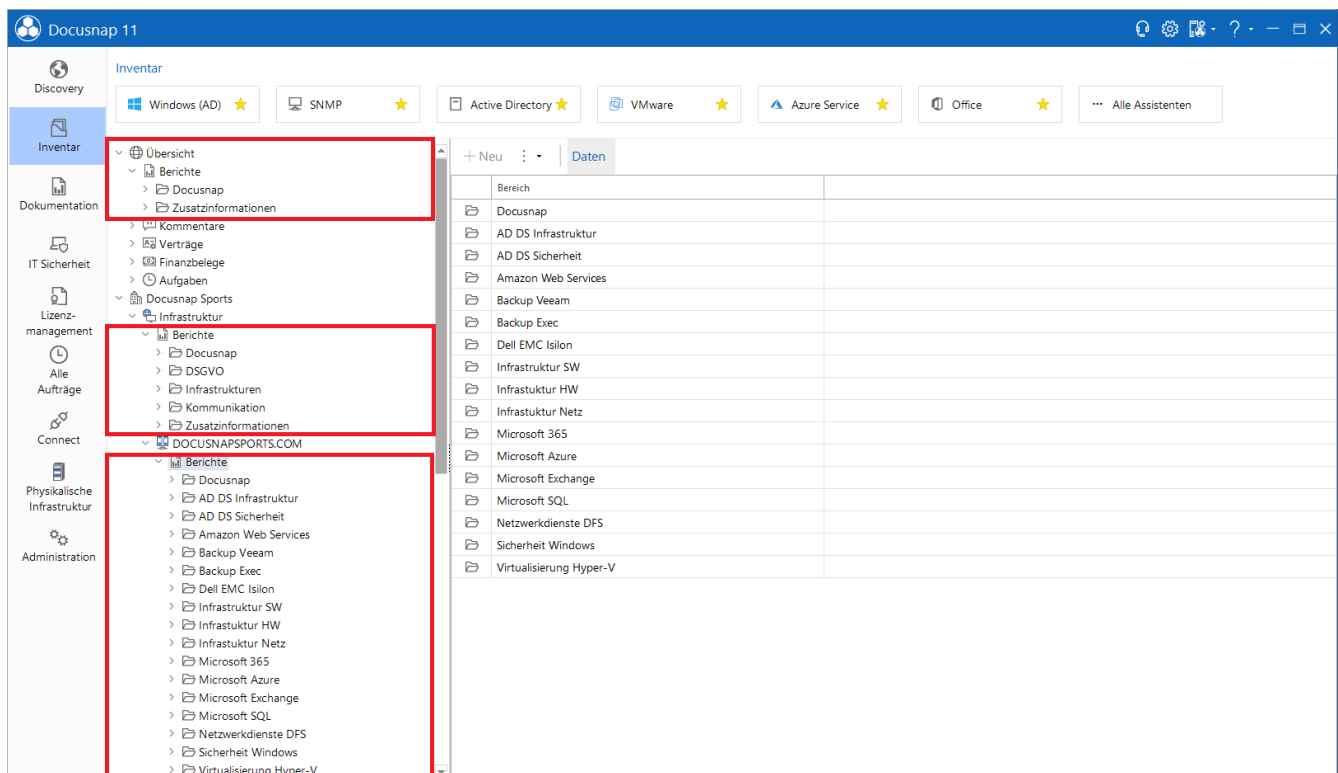 Docusnap 11
Discovery
Inventar
Dokumentation
IT Sicherheit
Lizenz-
management
Alle
Aufträge
Connect
Physikalische
Infrastruktur
Administration
Inventar
Windows (AD)
SNMP
Active Directory
VMware
Azure Service
Office
Alle Assistenten
Übersicht
Berichte
Docusnap
Zusatzinformationen
Kommentare
Verträge
Finanzbelege
Aufgaben
Docusnap Sports
Infrastruktur
Berichte
Docusnap
DSGVO
Infrastrukturen
Kommunikation
Zusatzinformationen
DOCUSNAPSPORTS.COM
Berichte
Docusnap
AD DS Infrastruktur
AD DS Sicherheit
Amazon Web Services
Backup Veeam
Backup Exec
Dell EMC Isilon
Infrastruktur SW
Infrastuktur HW
Infrastuktur Netz
Microsoft 365
Microsoft Azure
Microsoft Exchange
Microsoft SQL
Netzwerkdienste DFS
Sicherheit Windows
Virtualisierung Hyper-V
Neu
Daten
Bereich
Docusnap
AD DS Infrastruktur
AD DS Sicherheit
Amazon Web Services
Backup Veeam
Backup Exec
Dell EMC Isilon
Infrastruktur SW
Infrastuktur HW
Infrastuktur Netz
Microsoft 365
Microsoft Azure
Microsoft Exchange
Microsoft SQL
Netzwerkdienste DFS
Sicherheit Windows
Virtualisierung Hyper-V